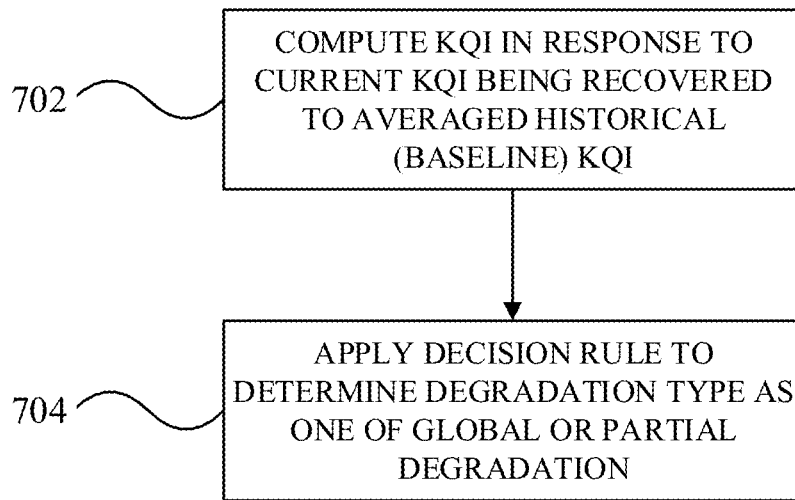 702
COMPUTE KQI IN RESPONSE TO
CURRENT KQI BEING RECOVERED
TO AVERAGED HISTORICAL
(BASELINE) KQI
704
APPLY DECISION RULE TO
DETERMINE DEGRADATION TYPE AS
ONE OF GLOBAL OR PARTIAL
DEGRADATION